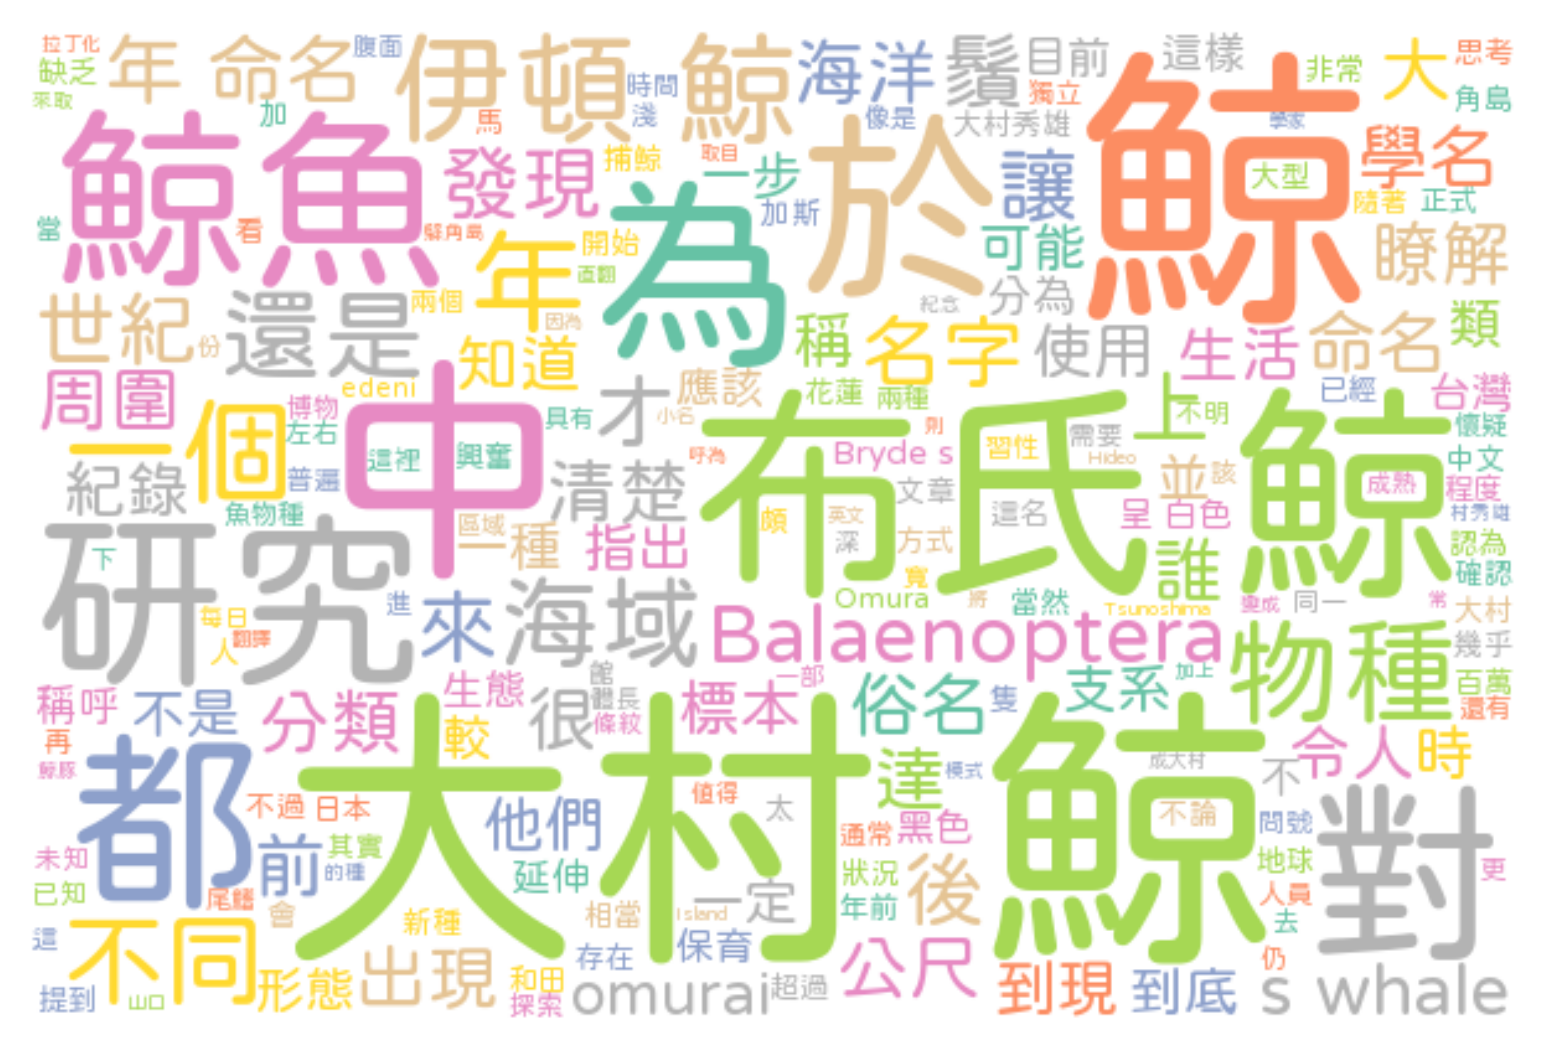 拉丁化 年 命名 腹面 伊頓鯨 海洋 鬚 目前 這樣 非常 大 思考
缺乏 時間 獨立 角島
來取 加 馬 淺 像是 大村秀雄 鯨 學家
鯨魚 發現 捕鯨 取目 一步 於 讓 大型 學名
當 看 鯨角島 為 加斯 可能 隨著 正式
年 開始 直翻 瞭解
世紀 份 還是 兩個 因為 紀念 分為
知道 稱 名字 使用 生活 命名 類
周圍 edeni 才 應該 花蓮 兩種 上 不明 已經 台灣
一個 博物 左右 中 具有 小名 布氏鯨 則 習性 需要 懷疑
紀錄 普遍 這裡 興奮 清楚 呼為 Bryde s Hideo 並 該 中文
魚物種 文章 這名 呈 白色 成熟 程度 村秀雄
研究 下 區域 一種 指出 頗 英文 深 方式 誰 認為 確認
每日 人 翻譯 進 來 海域 寬 Omura 將 當然 Tsunoshima 變成 同一 常 大村
Balaenoptera 物種 幾乎
稱呼 不是 分類 生態 很 館 體長 條紋 標本 一部 俗名 隻 支系 加上 百萬 還有
再 較 令人 時
鯨豚 都 大村鯨 達 模式 成大村 不
不過 日本 他們 值得 太 通常 黑色 不論 問號 對
未知 前 其實 的種 延伸 狀況 地球 更
已知 尾鰭 會 新種 相當 Island 一定 年前 後 人員 去
這 不同 形態 出現 存在 保育 公尺 仍
提到 山口 和田 探索 omurai 超過 到現 到底 s whale